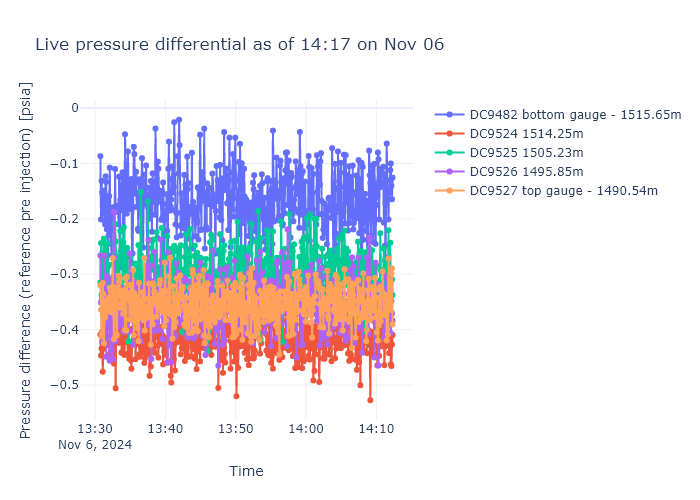 Live pressure differential as of 14:17 on Nov 06
Pressure difference (reference pre injection) [psia]
0
−0.1
−0.2
−0.3
−0.4
−0.5
13:30
Nov 6, 2024
13:40
13:50
14:00
14:10
Time
DC9482 bottom gauge - 1515.65m
DC9524 1514.25m
DC9525 1505.23m
DC9526 1495.85m
DC9527 top gauge - 1490.54m